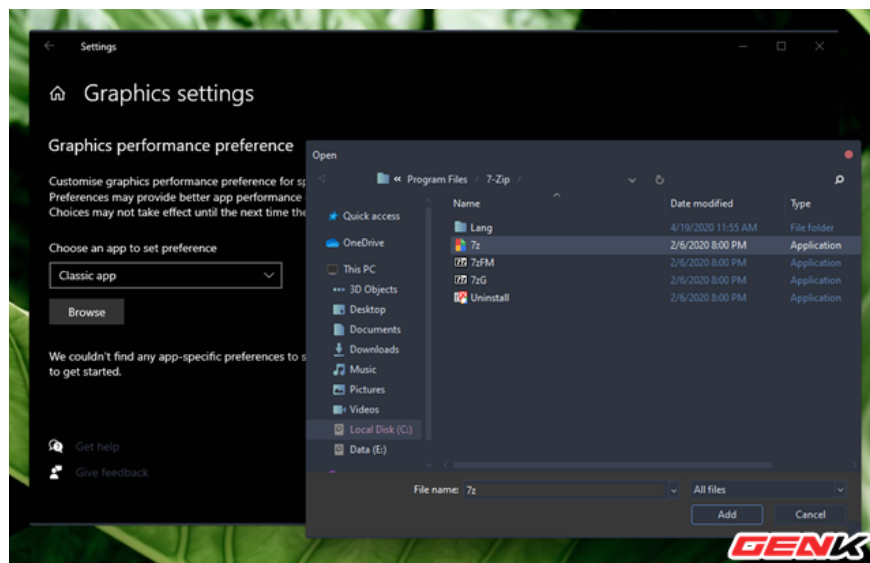 Settings
Graphics settings
Graphics performance preference
Customise graphics performance preference for sp
Preferences may provide better app performance
Choices may not take effect until the next time the
Choose an app to set preference
Classic app
Browse
We couldn't find any app-specific preferences to s
to get started.
Get help
Give feedback
Open
« Program Files / 7-Zip /
Name Date modified Type
Quick access
OneDrive
This PC
3D Objects
Desktop
Documents
Downloads
Music
Pictures
Videos
Local Disk (C:)
Data (E:)
Lang 4/19/2020 11:55 AM File folder
7z 2/6/2020 8:00 PM Application
7zFM 2/6/2020 8:00 PM Application
7zG 2/6/2020 8:00 PM Application
Uninstall 2/6/2020 8:00 PM Application
File name: 7z All files
Add Cancel
GENK